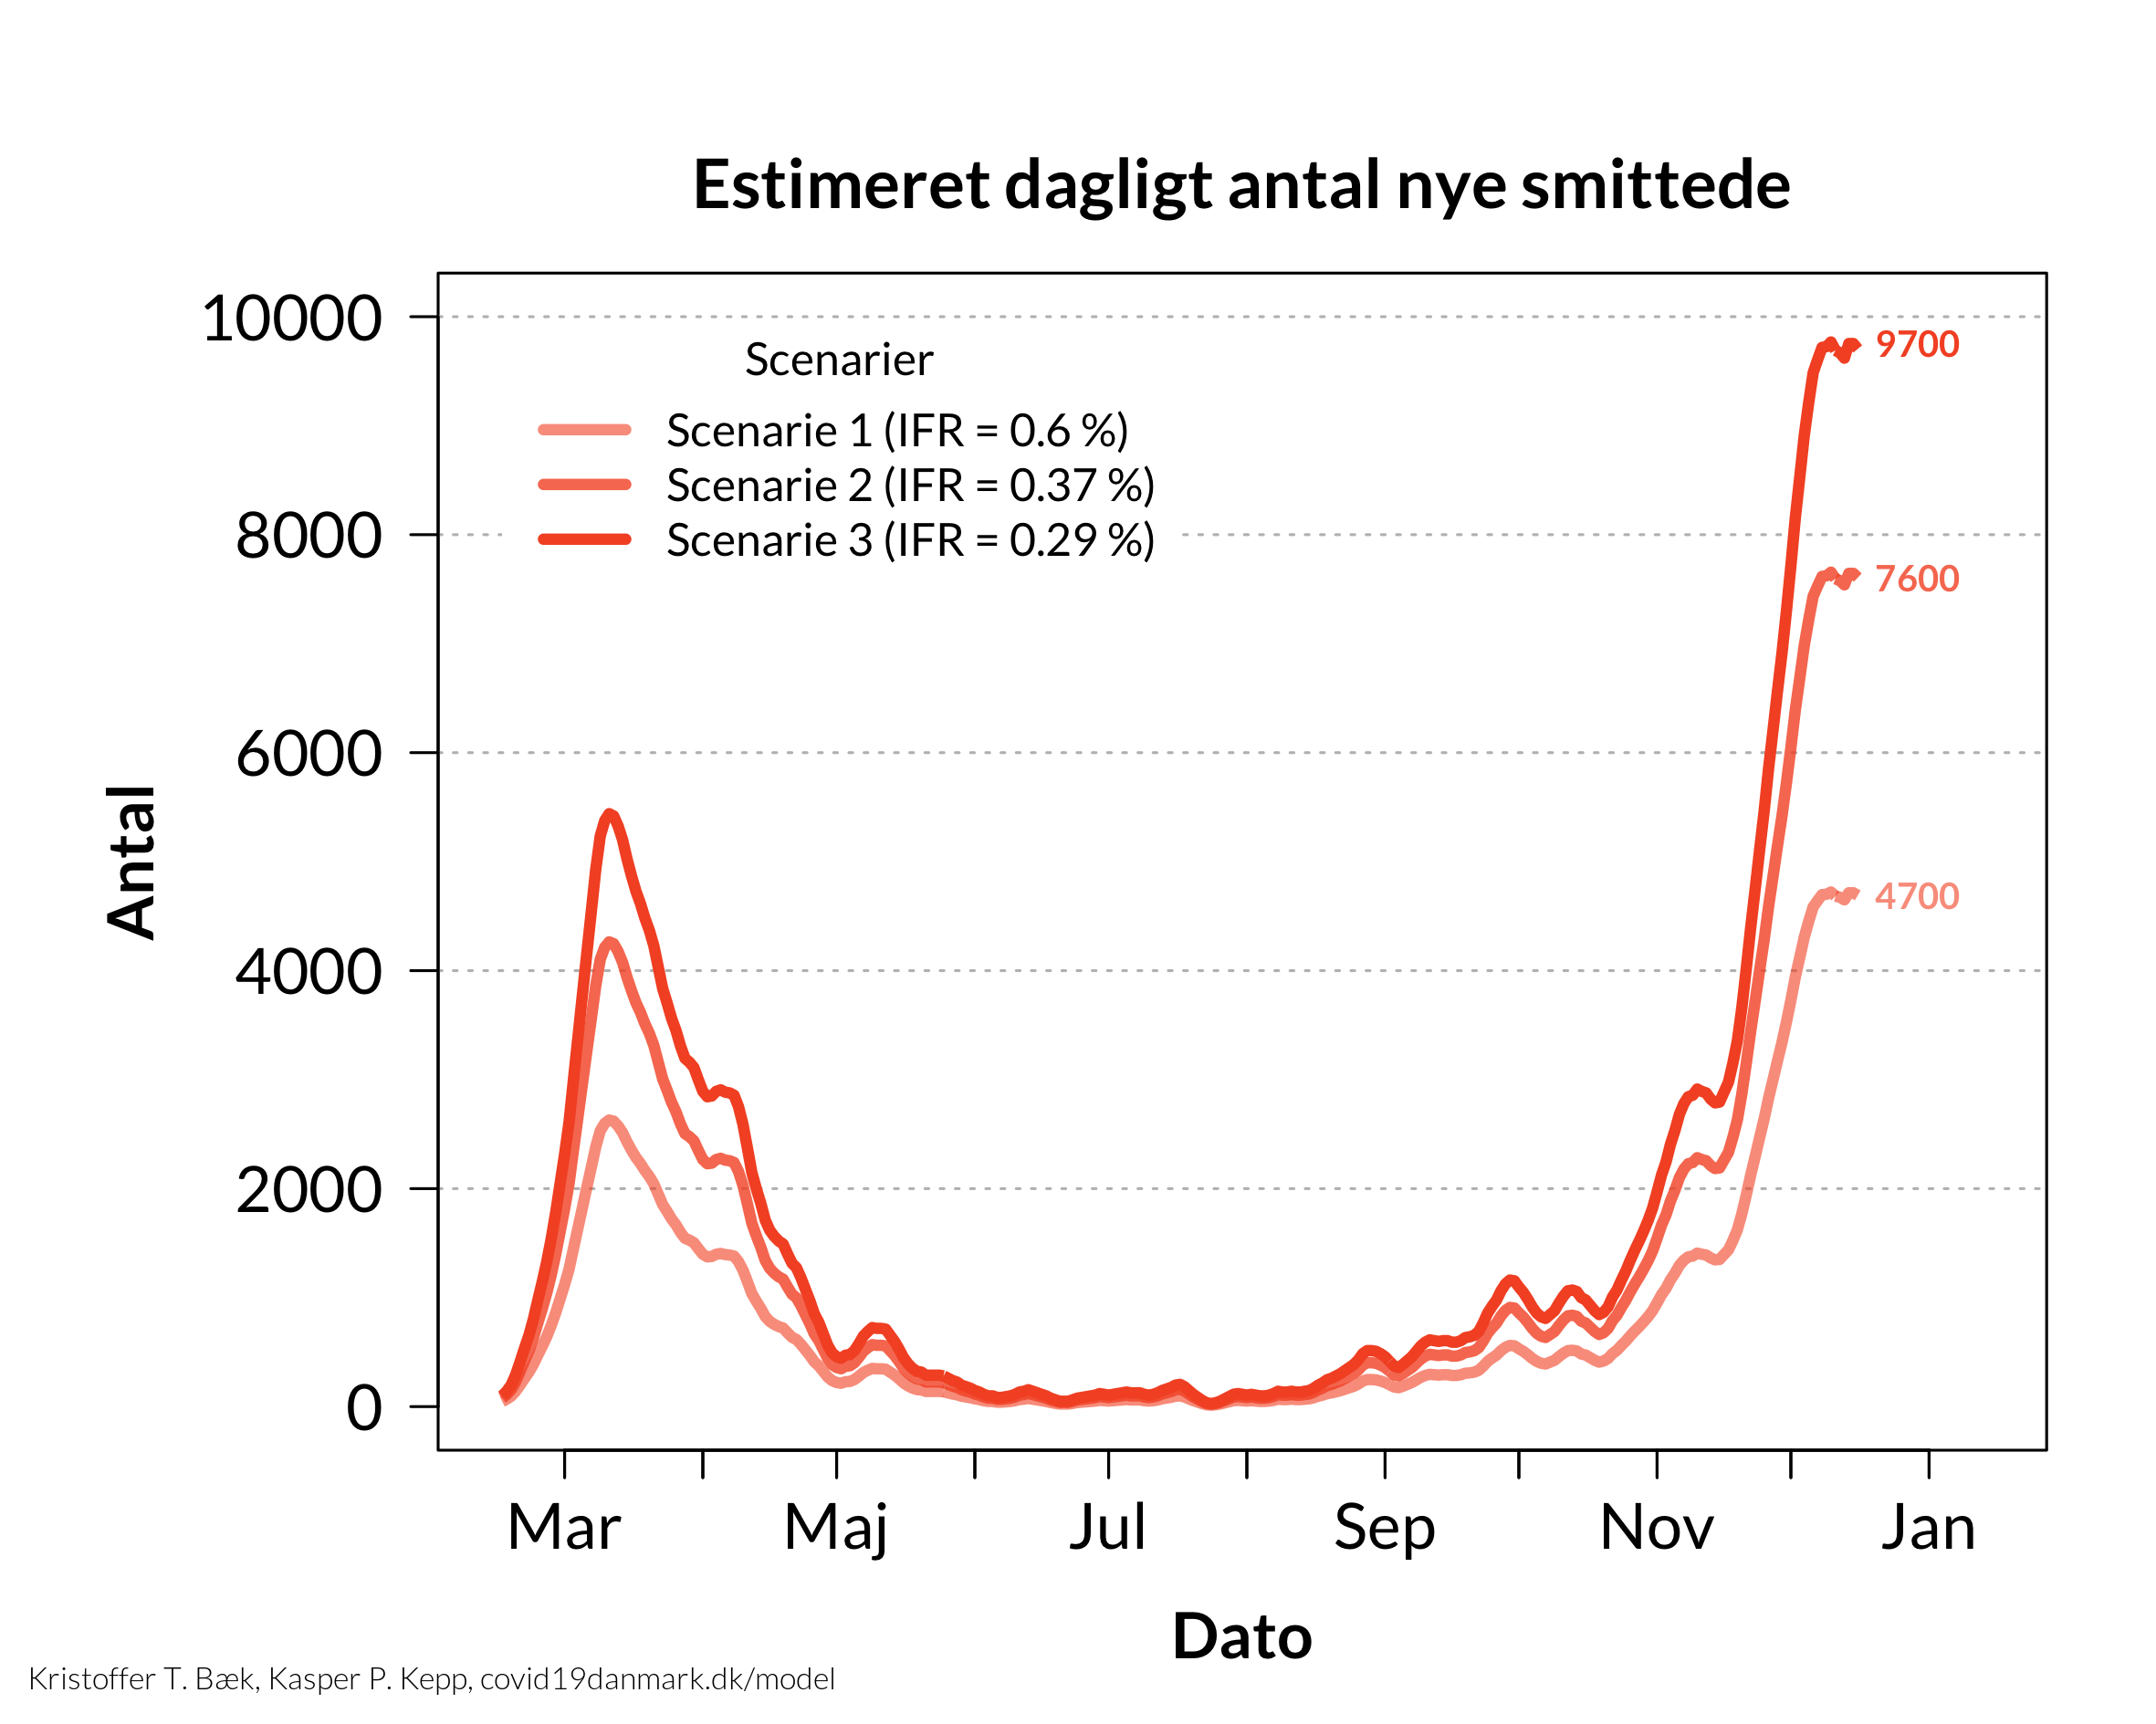 Estimeret dagligt antal nye smittede
10000
8000
6000
4000
2000
0
Antal
Scenarier
Scenarie 1 (IFR = 0.6 %)
Scenarie 2 (IFR = 0.37 %)
Scenarie 3 (IFR = 0.29 %)
9700
7600
4700
Mar Maj Jul Sep Nov Jan
Dato
Kristoffer T. Bæk, Kasper P. Kepp, covid19danmark.dk/model